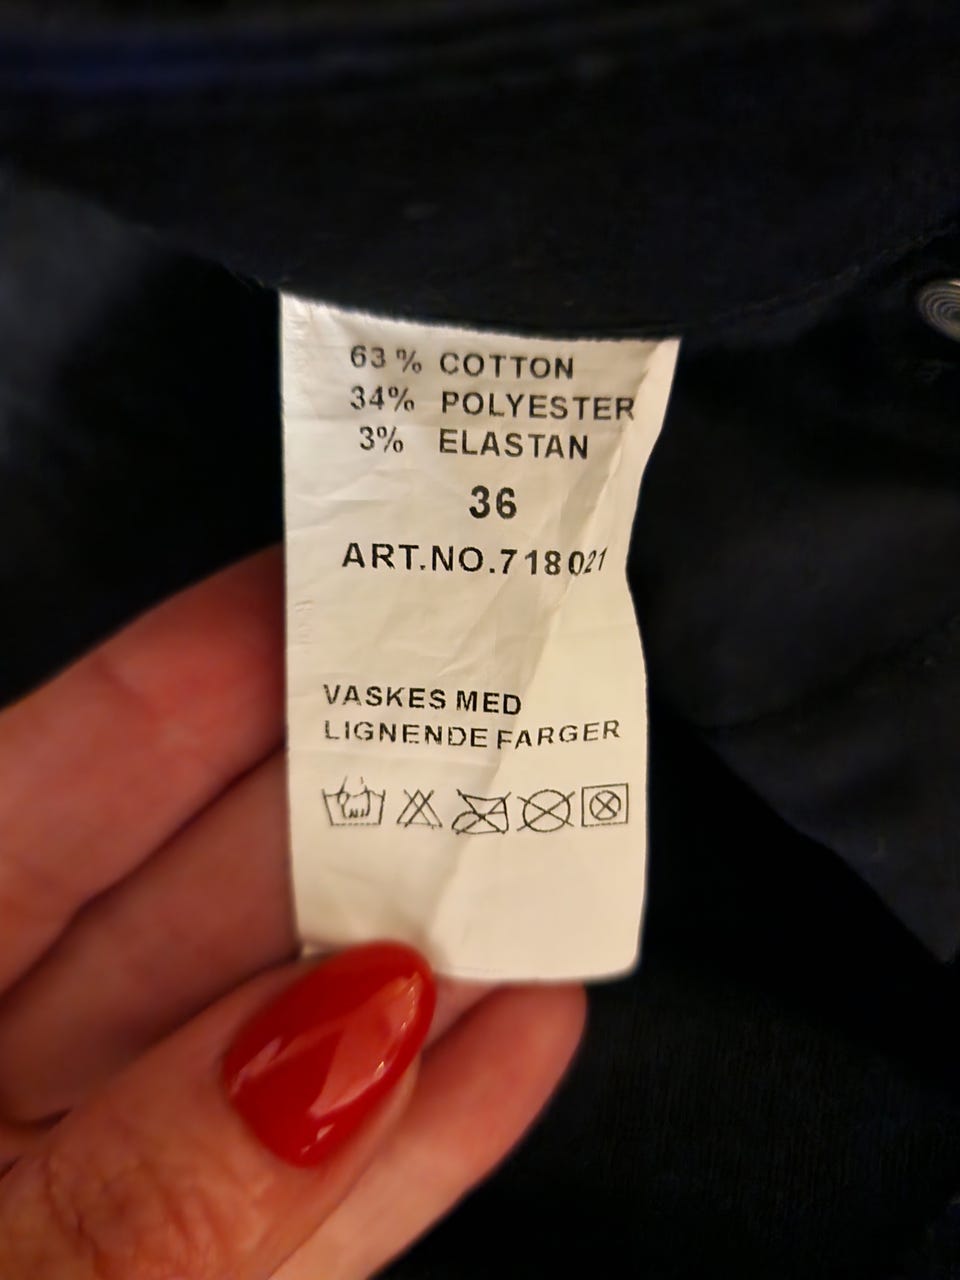 63 % COTTON
34% POLYESTER
3% ELASTAN
36
ART.NO.718021
VASKES MED
LIGNENDE FARGER